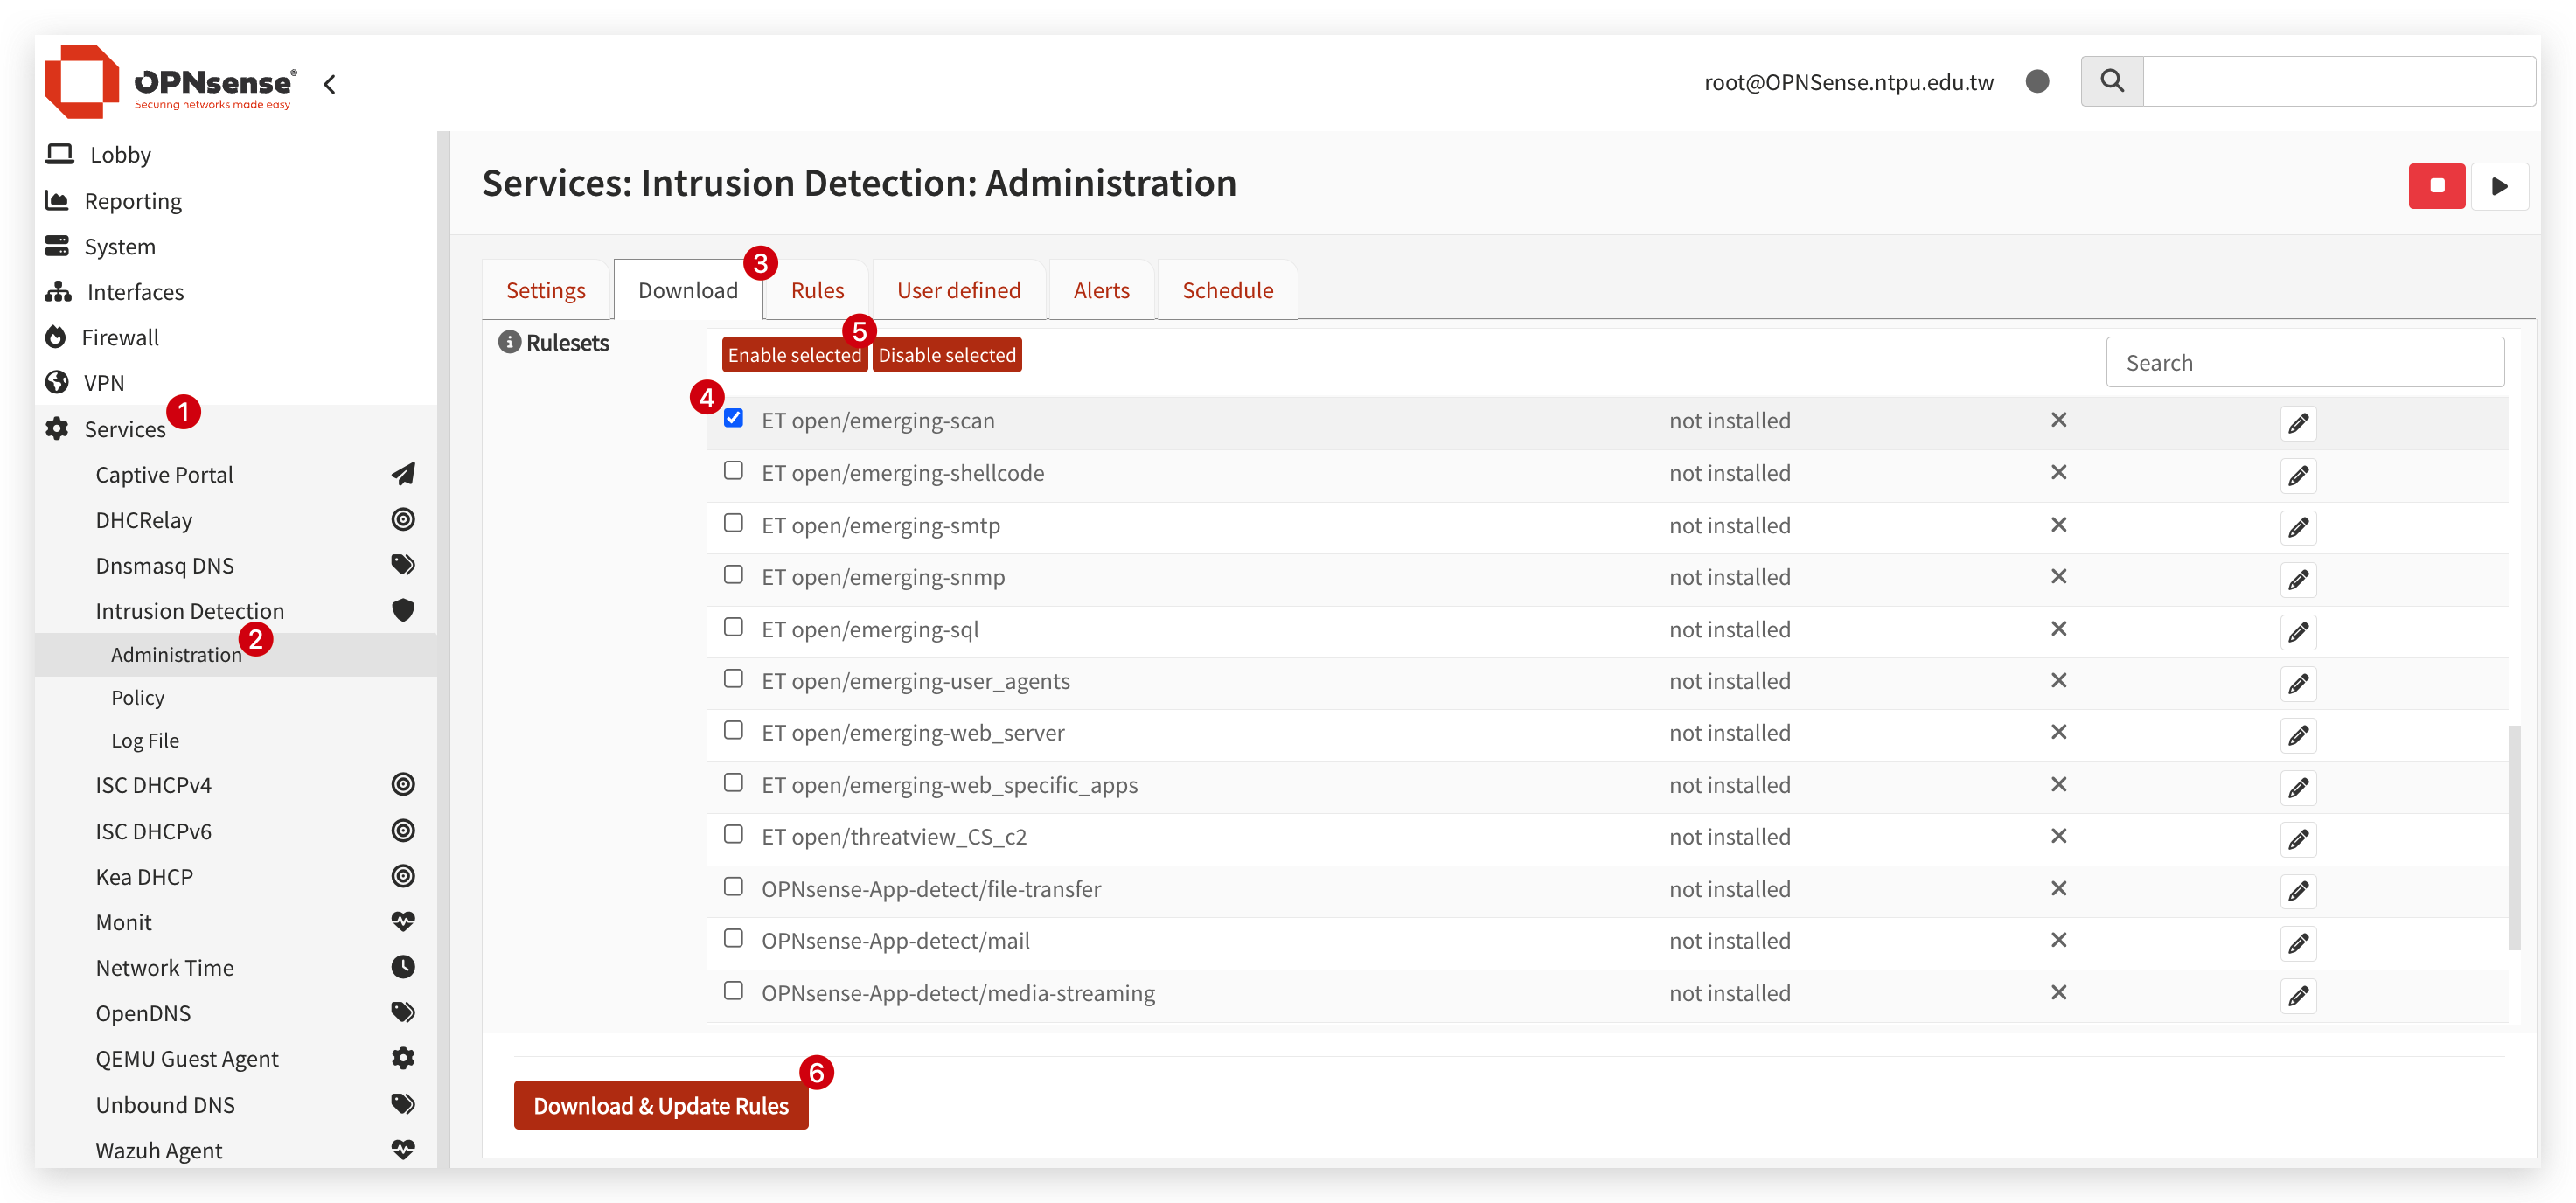 OPNsense®
Securing networks made easy
root@OPNSense.ntpu.edu.tw
Lobby
Reporting
System
Interfaces
Firewall
VPN
Services 1
Captive Portal
DHCRelay
Dnsmasq DNS
Intrusion Detection
Administration 2
Policy
Log File
ISC DHCPv4
ISC DHCPv6
Kea DHCP
Monit
Network Time
OpenDNS
QEMU Guest Agent
Unbound DNS
Wazuh Agent
Services: Intrusion Detection: Administration
Settings Download 3 Rules User defined Alerts Schedule
Rulesets
Enable selected 5 Disable selected
Search
4 ET open/emerging-scan not installed
ET open/emerging-shellcode not installed
ET open/emerging-smtp not installed
ET open/emerging-snmp not installed
ET open/emerging-sql not installed
ET open/emerging-user_agents not installed
ET open/emerging-web_server not installed
ET open/emerging-web_specific_apps not installed
ET open/threatview_CS_c2 not installed
OPNsense-App-detect/file-transfer not installed
OPNsense-App-detect/mail not installed
OPNsense-App-detect/media-streaming not installed
Download & Update Rules 6